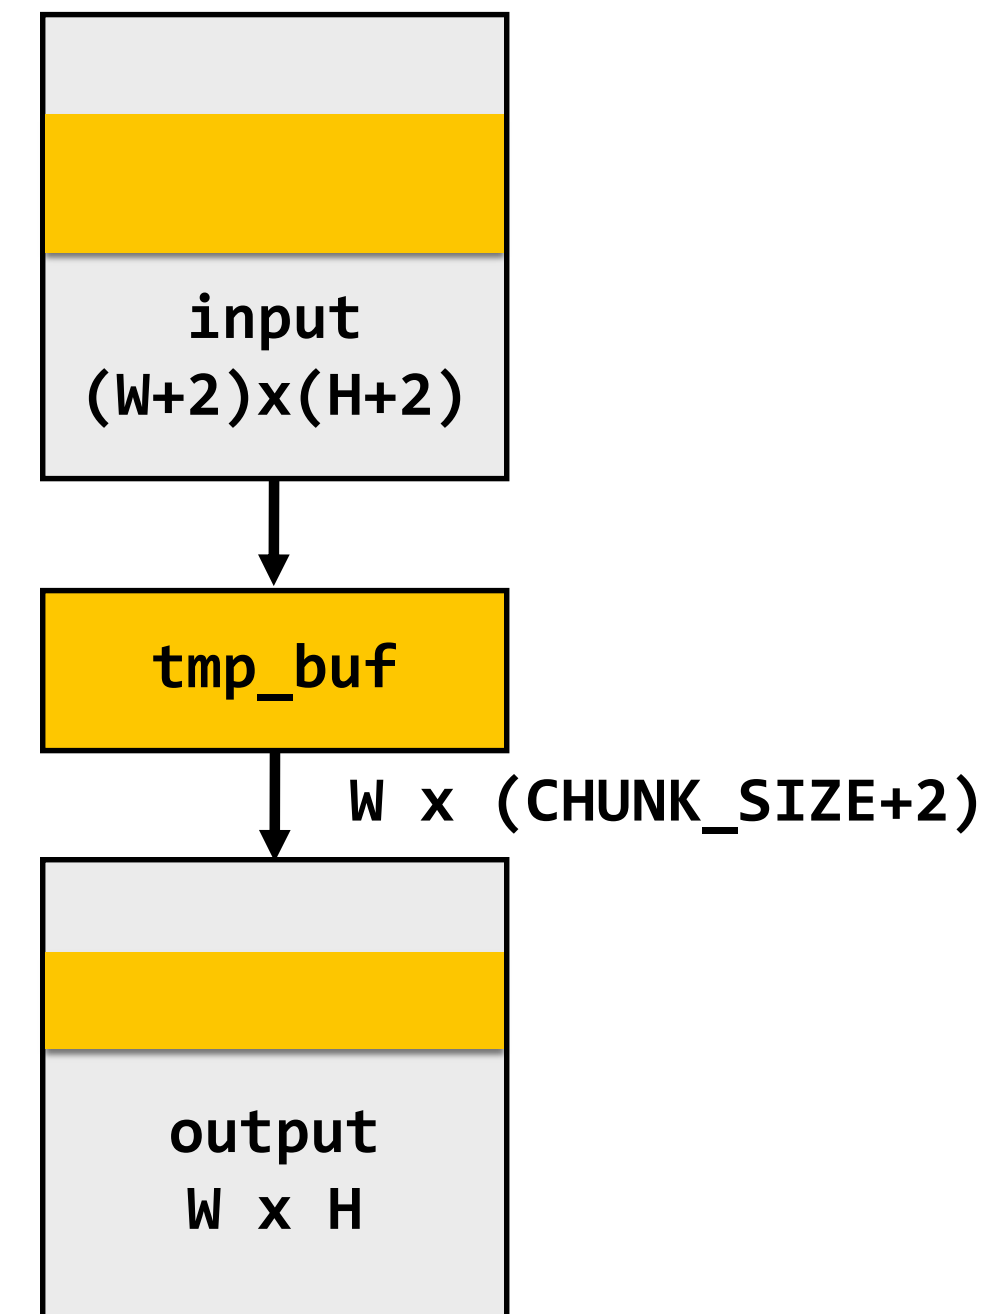 input
(W+2)x(H+2)
tmp_buf
W x (CHUNK_SIZE+2)
output
W x H